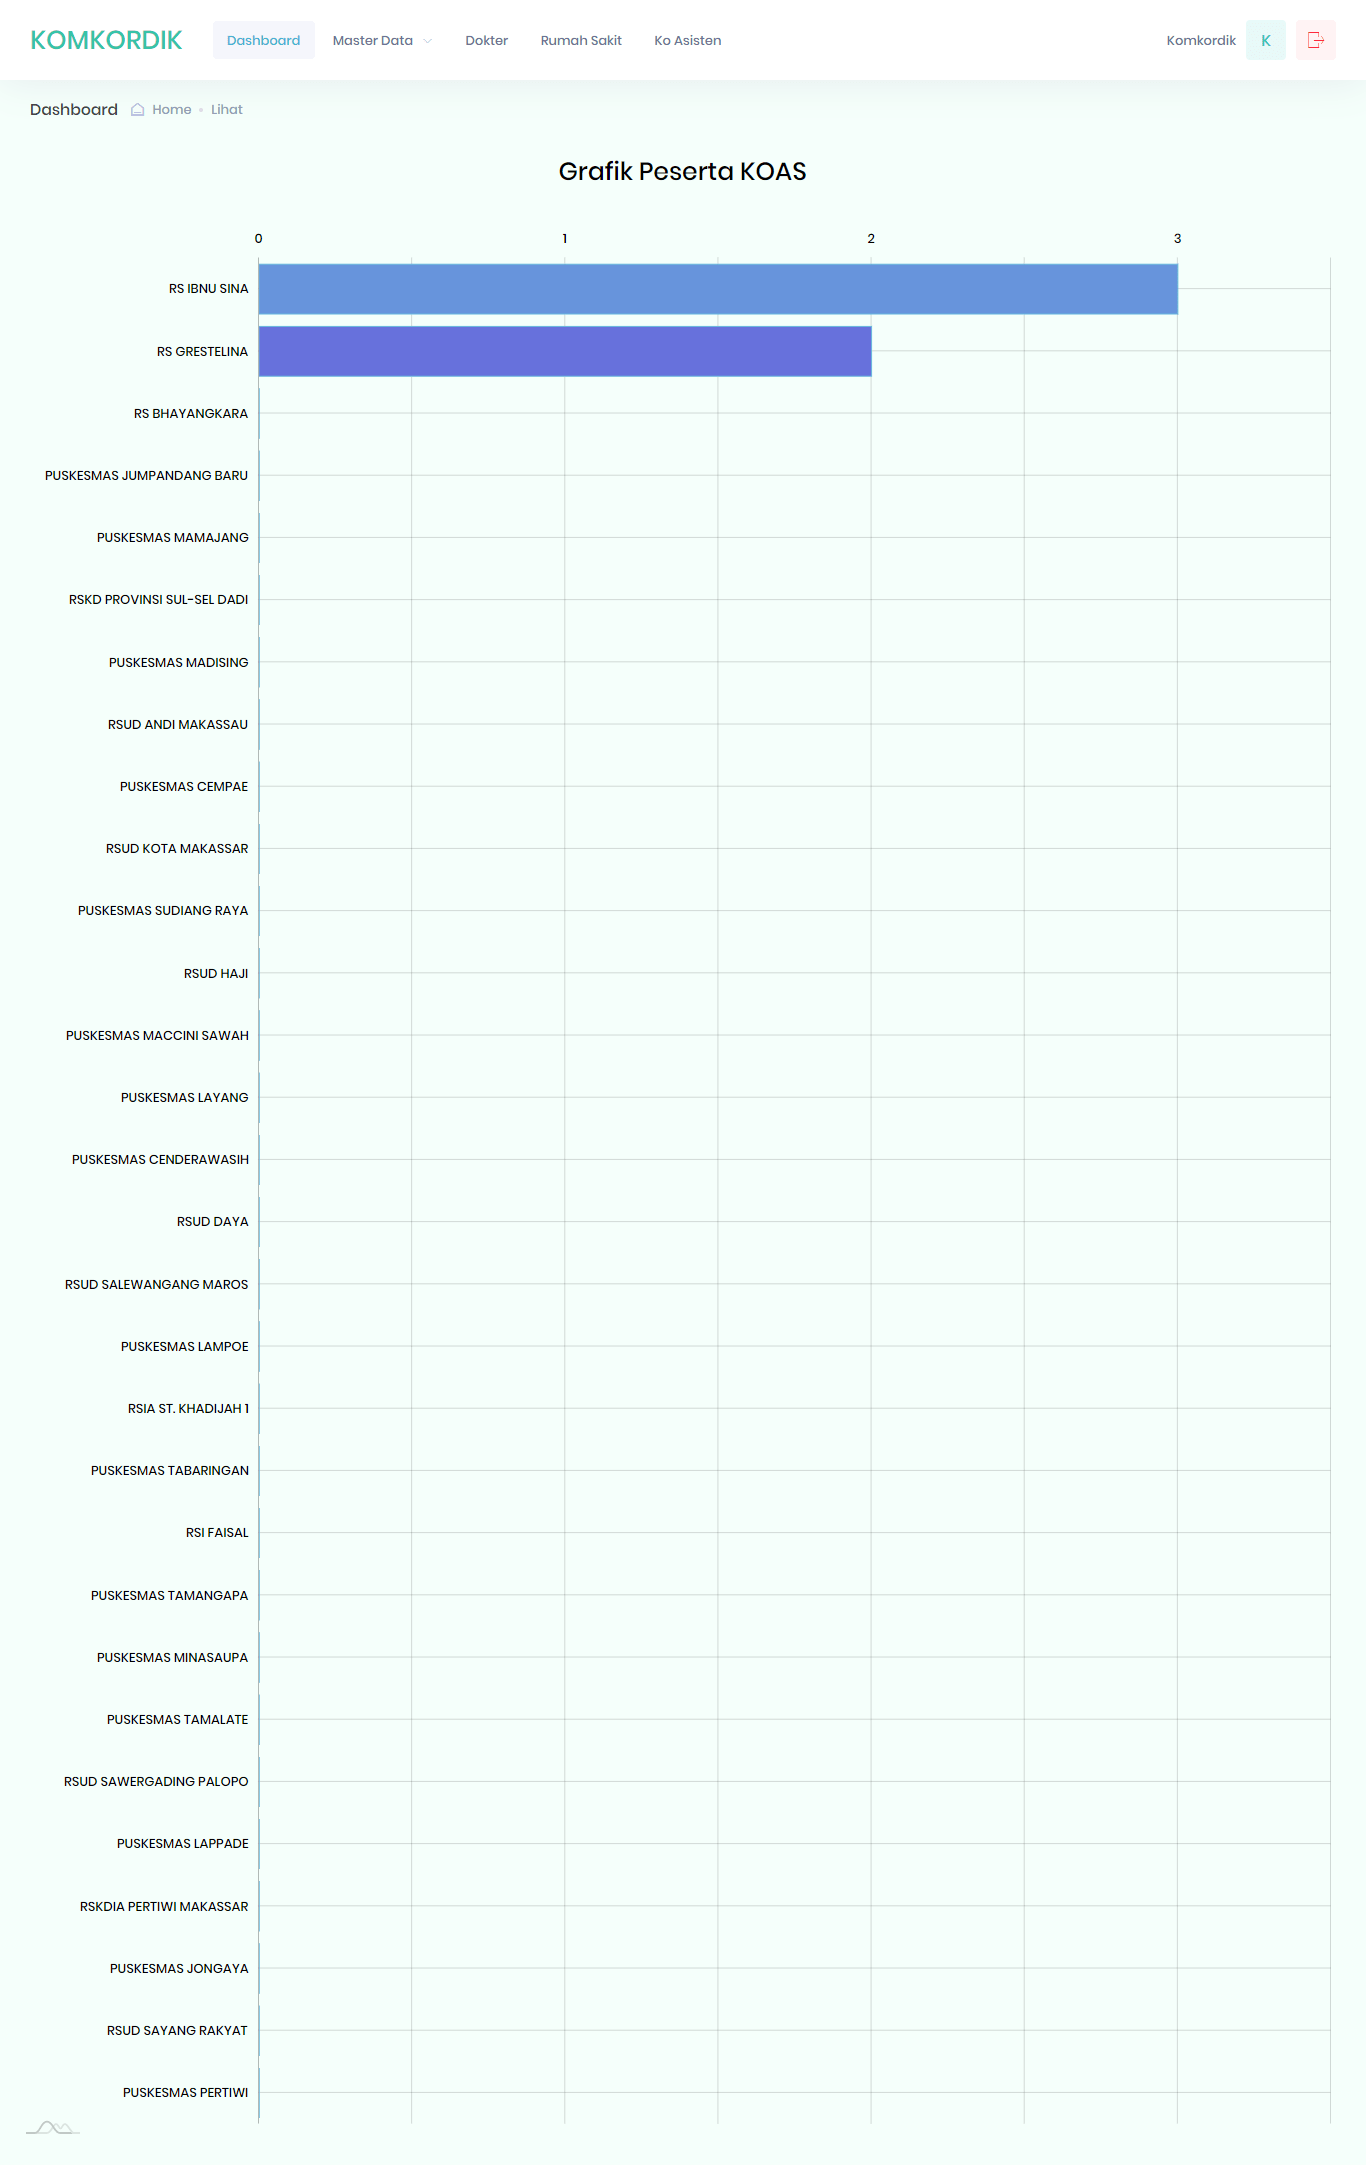 KOMKORDIK Dashboard Master Data Dokter Rumah Sakit Ko Asisten Komkordik K
Dashboard Home • Lihat
Grafik Peserta KOAS
0 1 2 3
RS IBNU SINA
RS GRESTELINA
RS BHAYANGKARA
PUSKESMAS JUMPANDANG BARU
PUSKESMAS MAMAJANG
RSKD PROVINSI SUL-SEL DADI
PUSKESMAS MADISING
RSUD ANDI MAKASSAU
PUSKESMAS CEMPAE
RSUD KOTA MAKASSAR
PUSKESMAS SUDIANG RAYA
RSUD HAJI
PUSKESMAS MACCINI SAWAH
PUSKESMAS LAYANG
PUSKESMAS CENDERAWASIH
RSUD DAYA
RSUD SALEWANGANG MAROS
PUSKESMAS LAMPOE
RSIA ST. KHADIJAH 1
PUSKESMAS TABARINGAN
RSI FAISAL
PUSKESMAS TAMANGAPA
PUSKESMAS MINASAUPA
PUSKESMAS TAMALATE
RSUD SAWERGADING PALOPO
PUSKESMAS LAPPADE
RSKDIA PERTIWI MAKASSAR
PUSKESMAS JONGAYA
RSUD SAYANG RAKYAT
PUSKESMAS PERTIWI